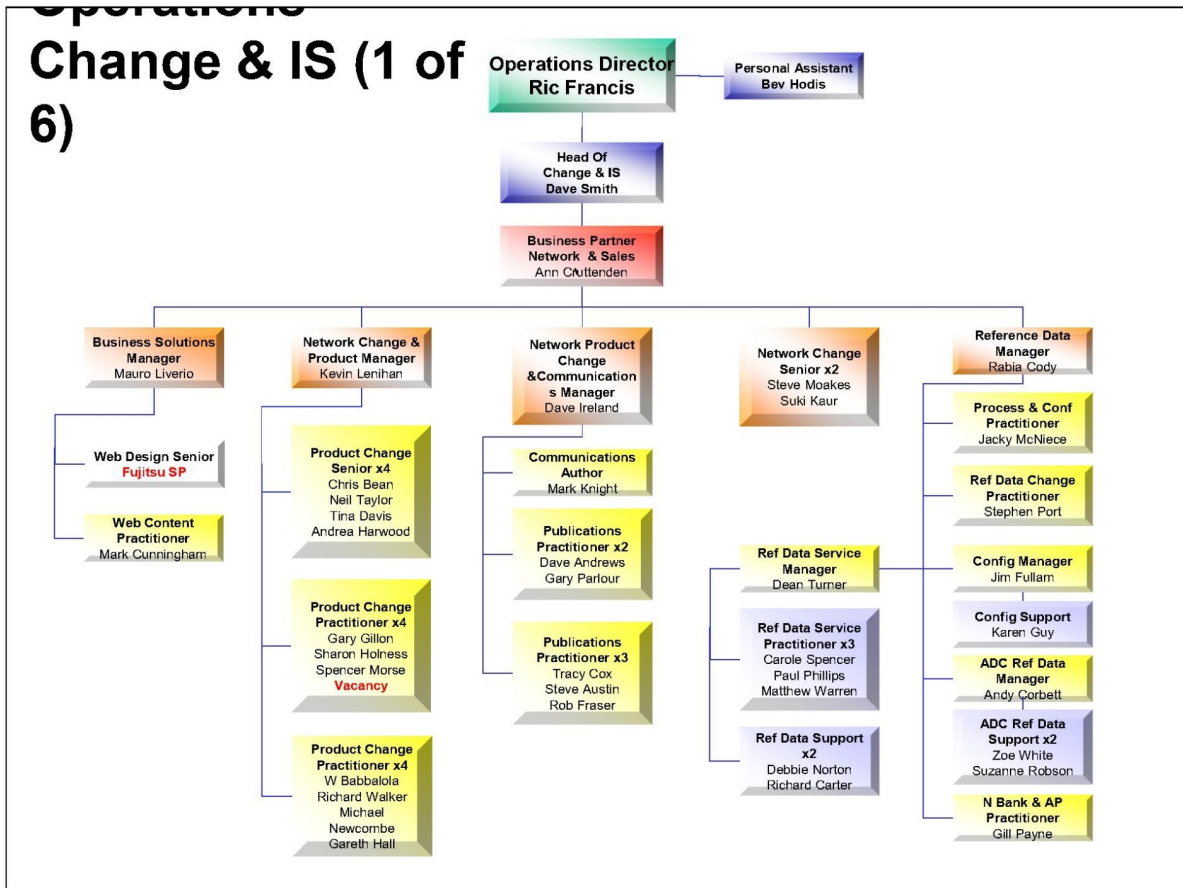 Operations
Change & IS (1 of
6)
Operations Director
Ric Francis
Personal Assistant
Bev Hodis
Head Of
Change & IS
Dave Smith
Business Partner
Network & Sales
Ann Cruttenden
Business Solutions
Manager
Mauro Liverio
Web Design Senior
Fujitsu SP
Web Content
Practitioner
Mark Cunningham
Network Change &
Product Manager
Kevin Lenihan
Product Change
Senior x4
Chris Bean
Neil Taylor
Tina Davis
Andrea Harwood
Product Change
Practitioner x4
Gary Gillon
Sharon Holness
Spencer Morse
Vacancy
Product Change
Practitioner x4
W Babbalola
Richard Walker
Michael
Newcombe
Gareth Hall
Network Product
Change
&Communication
s Manager
Dave Ireland
Communications
Author
Mark Knight
Publications
Practitioner x2
Dave Andrews
Gary Parlour
Publications
Practitioner x3
Tracy Cox
Steve Austin
Rob Fraser
Network Change
Senior x2
Steve Moakes
Suki Kaur
Reference Data
Manager
Rabia Cody
Process & Conf
Practitioner
Jacky McNiece
Ref Data Change
Practitioner
Stephen Port
Ref Data Service
Manager
Dean Turner
Ref Data Service
Practitioner x3
Carole Spencer
Paul Phillips
Matthew Warren
Ref Data Support
x2
Debbie Norton
Richard Carter
Config Manager
Jim Fullam
Config Support
Karen Guy
ADC Ref Data
Manager
Andy Corbett
ADC Ref Data
Support x2
Zoe White
Suzanne Robson
N Bank & AP
Practitioner
Gill Payne